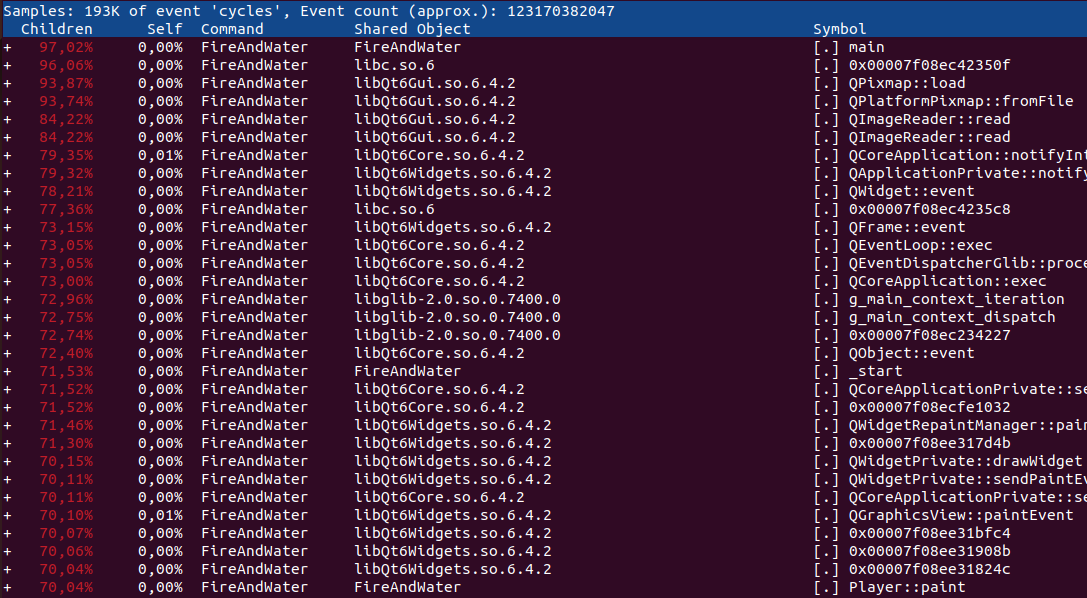 Samples: 193K of event 'cycles', Event count (approx.): 123170382047
Children Self Command Shared Object Symbol
+ 97,02% 0,00% FireAndWater FireAndWater [.] main
+ 96,06% 0,00% FireAndWater libc.so.6 [.] 0x00007f08ec42350f
+ 93,87% 0,00% FireAndWater libQt6Gui.so.6.4.2 [.] QPixmap::load
+ 93,74% 0,00% FireAndWater libQt6Gui.so.6.4.2 [.] QPlatformPixmap::fromFile
+ 84,22% 0,00% FireAndWater libQt6Gui.so.6.4.2 [.] QImageReader::read
+ 84,22% 0,00% FireAndWater libQt6Gui.so.6.4.2 [.] QImageReader::read
+ 79,35% 0,01% FireAndWater libQt6Core.so.6.4.2 [.] QCoreApplication::notifyInt
+ 79,32% 0,00% FireAndWater libQt6Widgets.so.6.4.2 [.] QApplicationPrivate::notify
+ 78,21% 0,00% FireAndWater libQt6Widgets.so.6.4.2 [.] QWidget::event
+ 77,36% 0,00% FireAndWater libc.so.6 [.] 0x00007f08ec4235c8
+ 73,15% 0,00% FireAndWater libQt6Widgets.so.6.4.2 [.] QFrame::event
+ 73,05% 0,00% FireAndWater libQt6Core.so.6.4.2 [.] QEventLoop::exec
+ 73,05% 0,00% FireAndWater libQt6Core.so.6.4.2 [.] QEventDispatcherGlib::proce
+ 73,00% 0,00% FireAndWater libQt6Core.so.6.4.2 [.] QCoreApplication::exec
+ 72,96% 0,00% FireAndWater libglib-2.0.so.0.7400.0 [.] g_main_context_iteration
+ 72,75% 0,00% FireAndWater libglib-2.0.so.0.7400.0 [.] g_main_context_dispatch
+ 72,74% 0,00% FireAndWater libglib-2.0.so.0.7400.0 [.] 0x00007f08ec234227
+ 72,40% 0,00% FireAndWater libQt6Core.so.6.4.2 [.] QObject::event
+ 71,53% 0,00% FireAndWater FireAndWater [.] _start
+ 71,52% 0,00% FireAndWater libQt6Core.so.6.4.2 [.] QCoreApplicationPrivate::se
+ 71,52% 0,00% FireAndWater libQt6Core.so.6.4.2 [.] 0x00007f08ecfe1032
+ 71,46% 0,00% FireAndWater libQt6Widgets.so.6.4.2 [.] QWidgetRepaintManager::pain
+ 71,30% 0,00% FireAndWater libQt6Widgets.so.6.4.2 [.] 0x00007f08ee317d4b
+ 70,15% 0,00% FireAndWater libQt6Widgets.so.6.4.2 [.] QWidgetPrivate::drawWidget
+ 70,11% 0,00% FireAndWater libQt6Widgets.so.6.4.2 [.] QWidgetPrivate::sendPaintEv
+ 70,11% 0,00% FireAndWater libQt6Core.so.6.4.2 [.] QCoreApplicationPrivate::se
+ 70,10% 0,01% FireAndWater libQt6Widgets.so.6.4.2 [.] QGraphicsView::paintEvent
+ 70,07% 0,00% FireAndWater libQt6Widgets.so.6.4.2 [.] 0x00007f08ee31bfc4
+ 70,06% 0,00% FireAndWater libQt6Widgets.so.6.4.2 [.] 0x00007f08ee31908b
+ 70,04% 0,00% FireAndWater libQt6Widgets.so.6.4.2 [.] 0x00007f08ee31824c
+ 70,04% 0,00% FireAndWater FireAndWater [.] Player::paint